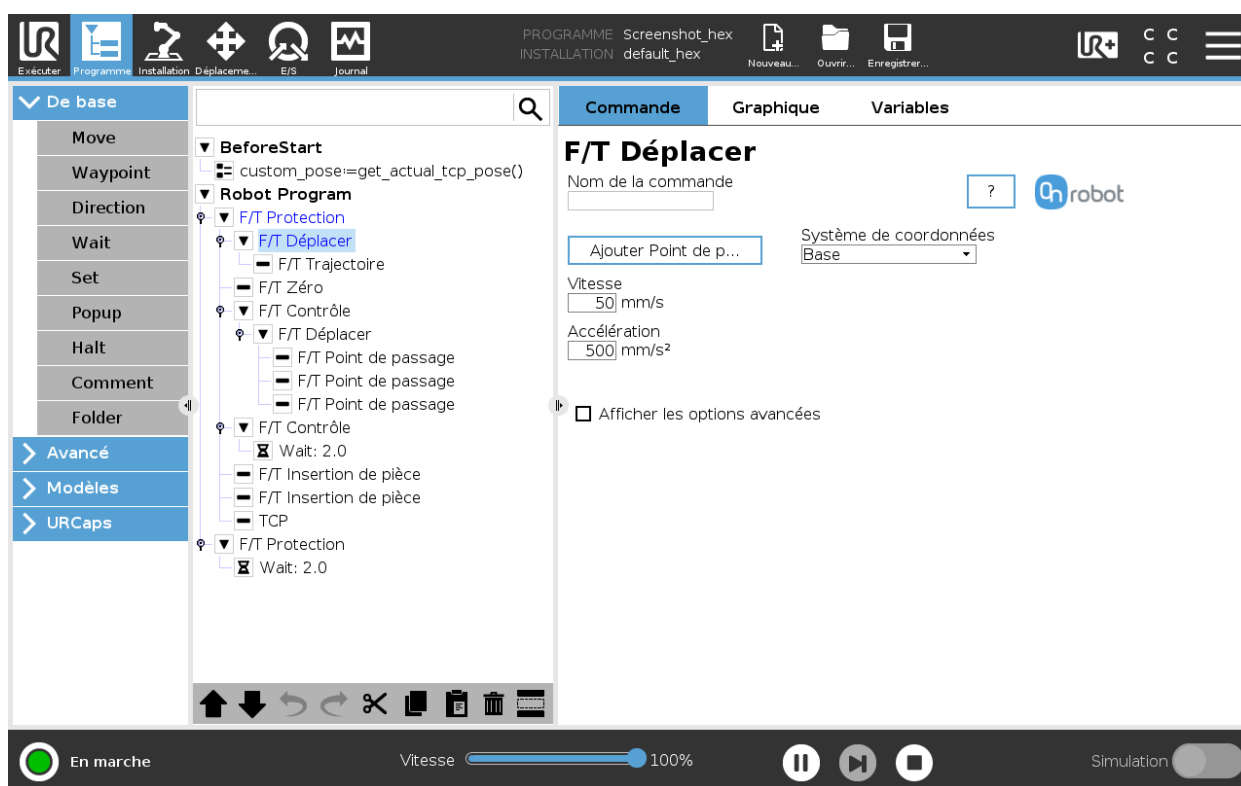 PROGRAMME Screenshot_hex
INSTALLATION default_hex
Exécuter Programme Installation Déplaceme... E/S Journal Nouveau... Ouvrir... Enregistrer...
UR+
C C
C C
De base
Move
Waypoint
Direction
Wait
Set
Popup
Halt
Comment
Folder
Avancé
Modèles
URCaps
BeforeStart
custom_pose:=get_actual_tcp_pose()
Robot Program
F/T Protection
F/T Déplacer
F/T Trajectoire
F/T Zéro
F/T Contrôle
F/T Déplacer
F/T Point de passage
F/T Point de passage
F/T Point de passage
F/T Contrôle
Wait: 2.0
F/T Insertion de pièce
F/T Insertion de pièce
TCP
F/T Protection
Wait: 2.0
Commande Graphique Variables
F/T Déplacer
Nom de la commande
?
OnRobot
Ajouter Point de p...
Système de coordonnées
Base
Vitesse
50 mm/s
Accélération
500 mm/s²
Afficher les options avancées
En marche
Vitesse 100%
Simulation